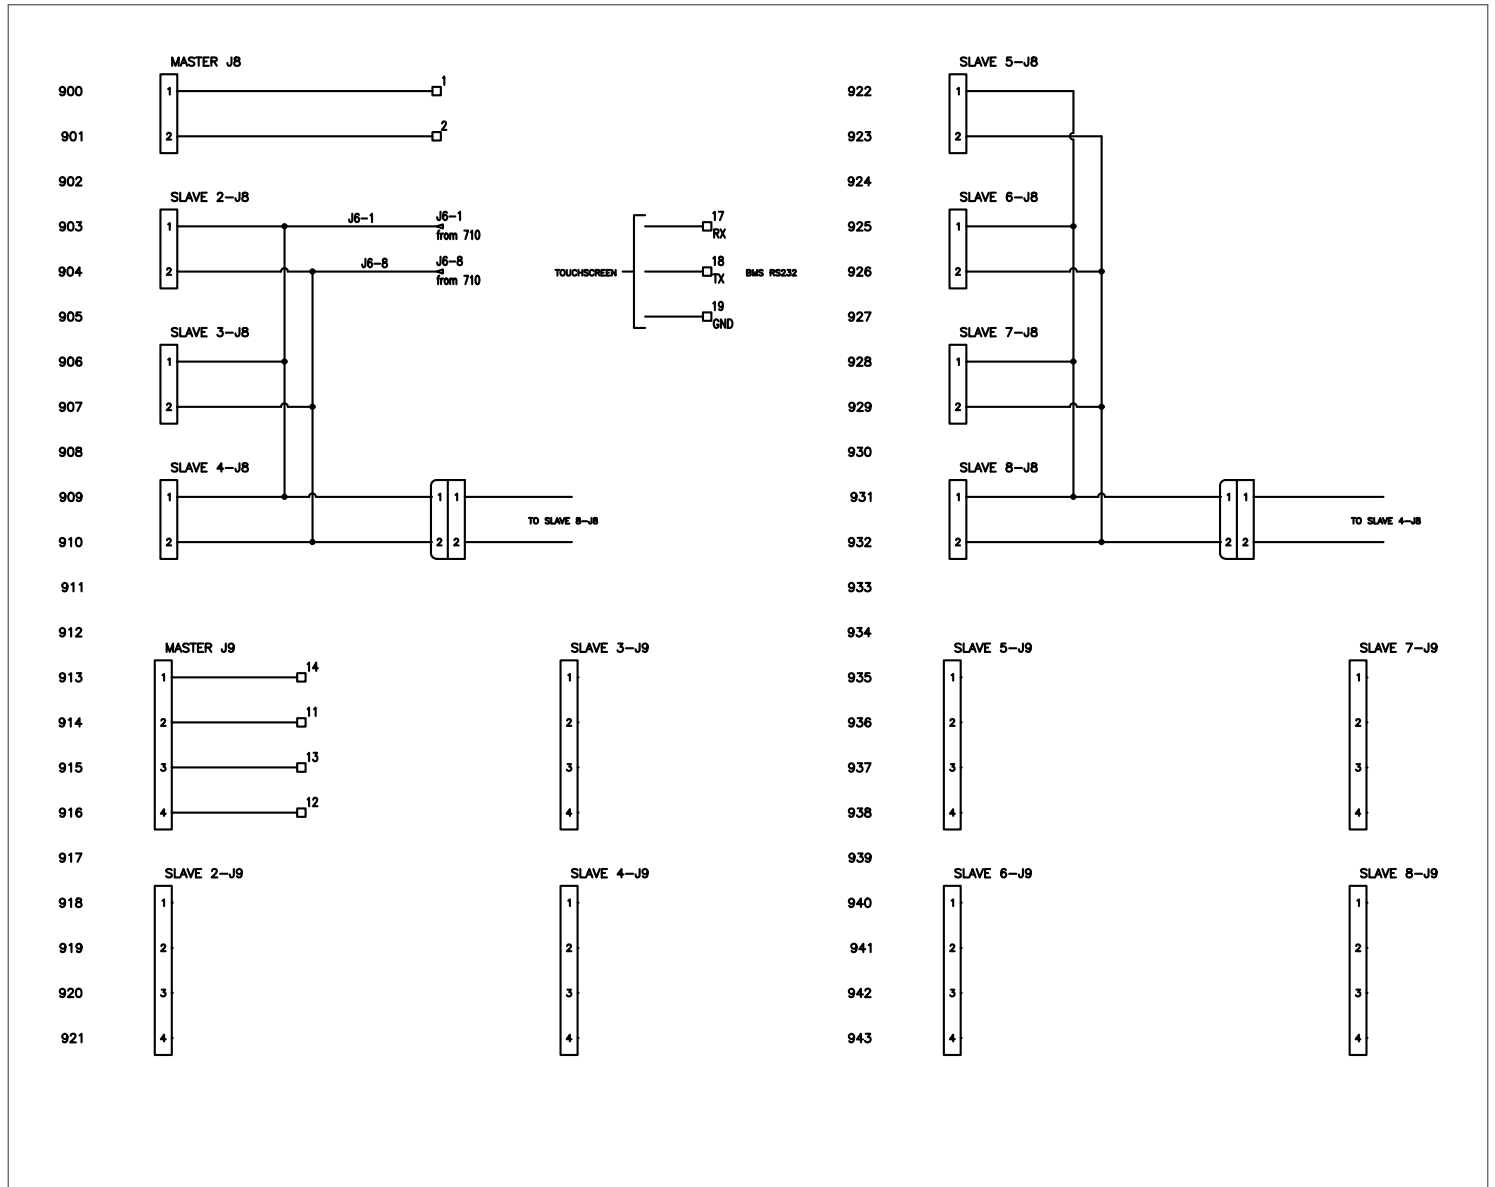 MASTER J8
900 1 1
901 2 2
902
SLAVE 2-J8
903 1 J6-1 J6-1
from 710
904 2 J6-8 J6-8
from 710
905
SLAVE 3-J8
906 1
907 2
908
SLAVE 4-J8
909 1 1 1
TO SLAVE 8-J8
910 2 2 2
911
912
17
RX
TOUCHSCREEN
18
TX
BMS RS232
19
GND
MASTER J9
913 1 14
914 2 11
915 3 13
916 4 12
917
SLAVE 2-J9
918 1
919 2
920 3
921 4
SLAVE 3-J9
1
2
3
4
SLAVE 4-J9
1
2
3
4
SLAVE 5-J8
922 1
923 2
924
SLAVE 6-J8
925 1
926 2
927
SLAVE 7-J8
928 1
929 2
930
SLAVE 8-J8
931 1 1 1
TO SLAVE 4-J8
932 2 2 2
933
934
SLAVE 5-J9
935 1
936 2
937 3
938 4
939
SLAVE 6-J9
940 1
941 2
942 3
943 4
SLAVE 7-J9
1
2
3
4
SLAVE 8-J9
1
2
3
4